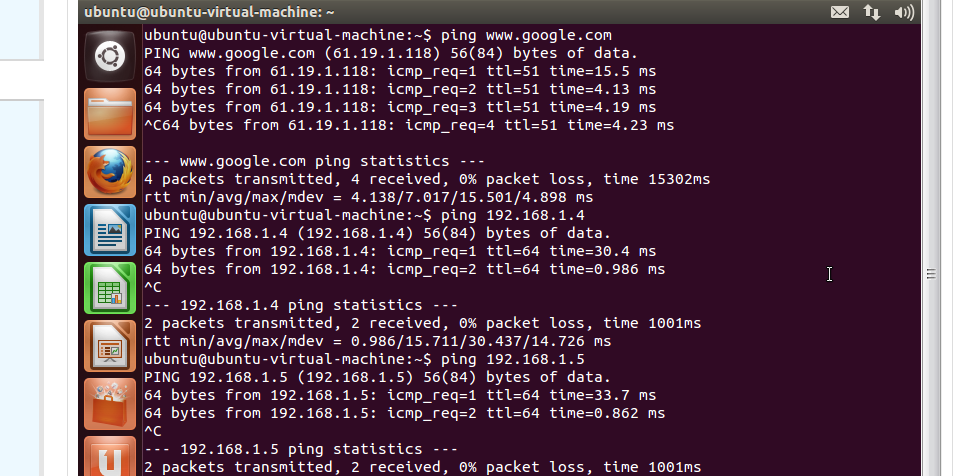 ubuntu@ubuntu-virtual-machine: ~
ubuntu@ubuntu-virtual-machine:~$ ping www.google.com
PING www.google.com (61.19.1.118) 56(84) bytes of data.
64 bytes from 61.19.1.118: icmp_req=1 ttl=51 time=15.5 ms
64 bytes from 61.19.1.118: icmp_req=2 ttl=51 time=4.13 ms
64 bytes from 61.19.1.118: icmp_req=3 ttl=51 time=4.19 ms
^C64 bytes from 61.19.1.118: icmp_req=4 ttl=51 time=4.23 ms
--- www.google.com ping statistics ---
4 packets transmitted, 4 received, 0% packet loss, time 15302ms
rtt min/avg/max/mdev = 4.138/7.017/15.501/4.898 ms
ubuntu@ubuntu-virtual-machine:~$ ping 192.168.1.4
PING 192.168.1.4 (192.168.1.4) 56(84) bytes of data.
64 bytes from 192.168.1.4: icmp_req=1 ttl=64 time=30.4 ms
64 bytes from 192.168.1.4: icmp_req=2 ttl=64 time=0.986 ms
^C
--- 192.168.1.4 ping statistics ---
2 packets transmitted, 2 received, 0% packet loss, time 1001ms
rtt min/avg/max/mdev = 0.986/15.711/30.437/14.726 ms
ubuntu@ubuntu-virtual-machine:~$ ping 192.168.1.5
PING 192.168.1.5 (192.168.1.5) 56(84) bytes of data.
64 bytes from 192.168.1.5: icmp_req=1 ttl=64 time=33.7 ms
64 bytes from 192.168.1.5: icmp_req=2 ttl=64 time=0.862 ms
^C
--- 192.168.1.5 ping statistics ---
2 packets transmitted, 2 received, 0% packet loss, time 1001ms